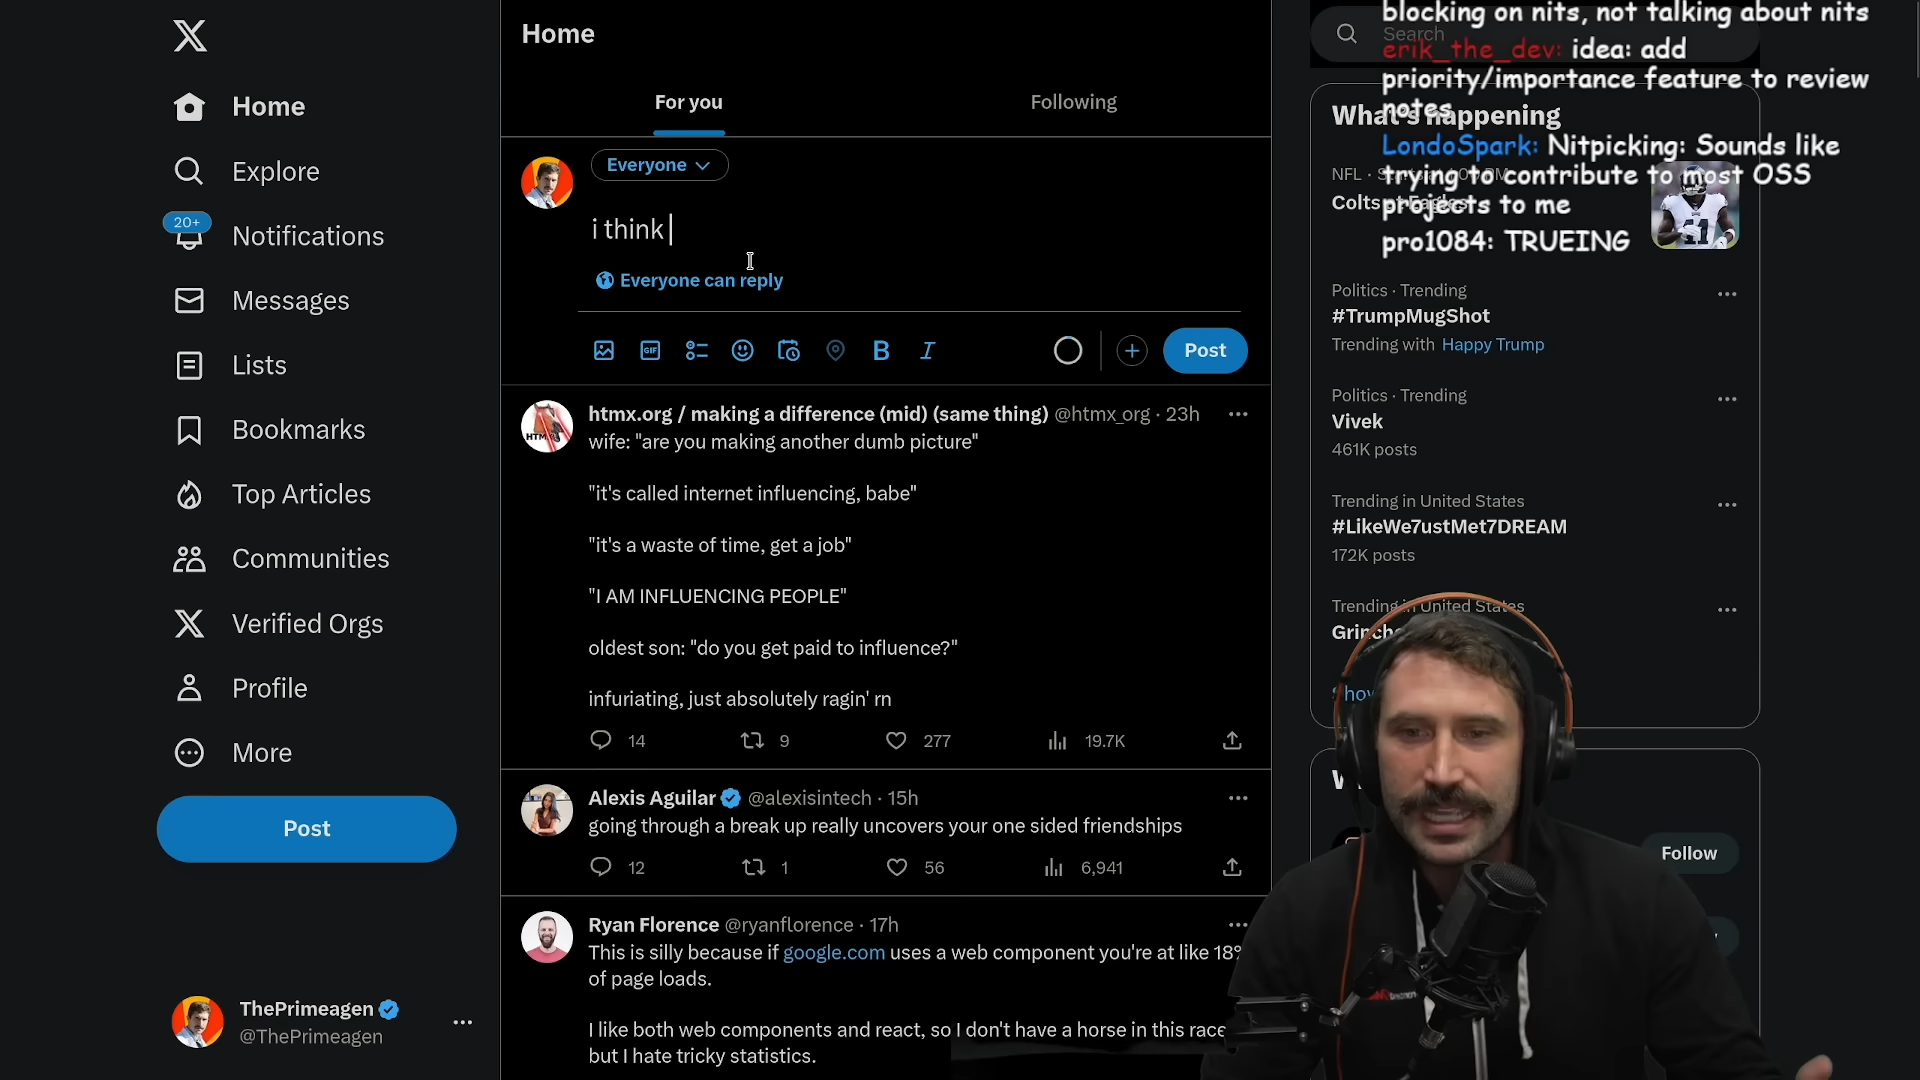 Home
For you
Following
Everyone
i think
Everyone can reply
GIF
B
I
Post
htmx.org / making a difference (mid) (same thing) @htmx_org · 23h
wife: "are you making another dumb picture"
"it's called internet influencing, babe"
"it's a waste of time, get a job"
"I AM INFLUENCING PEOPLE"
oldest son: "do you get paid to influence?"
infuriating, just absolutely ragin' rn
14
9
277
19.7K
Alexis Aguilar @alexisintech · 15h
going through a break up really uncovers your one sided friendships
12
1
56
6,941
Ryan Florence @ryanflorence · 17h
This is silly because if google.com uses a web component you're at like
of page loads.
I like both web components and react, so I don't have a horse in this race
but I hate tricky statistics.
Home
Explore
20+
Notifications
Messages
Lists
Bookmarks
Top Articles
Communities
Verified Orgs
Profile
More
Post
ThePrimeagen
@ThePrimeagen
blocking on nits, not talking about nits
erik_the_dev: idea: add
priority/importance feature to review
notes
LondoSpark: Nitpicking: Sounds like
trying to contribute to most OSS
projects to me
pro1084: TRUEING
Search
What's happening
NFL ·
Colts
Eagles
Politics · Trending
#TrumpMugShot
Trending with Happy Trump
Politics · Trending
Vivek
461K posts
Trending in United States
#LikeWe7ustMet7DREAM
172K posts
Trending in United States
Follow